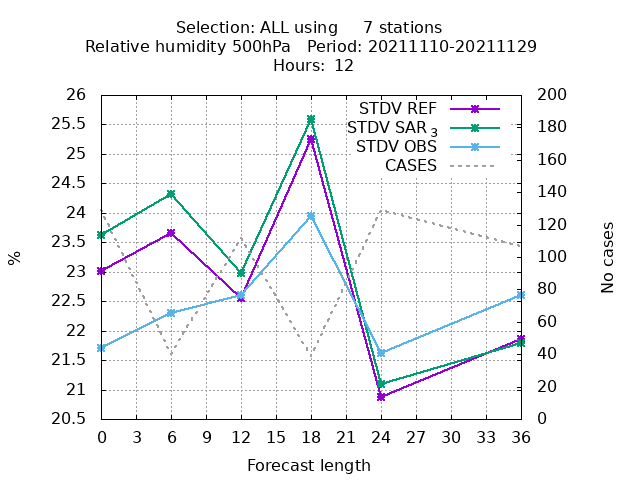 Selection: ALL using 7 stations
Relative humidity 500hPa Period: 20211110-20211129
Hours: 12
26 200
25.5 180
25 160
24.5 140
24 120
23.5 100
23 80
22.5 60
22 40
21.5 20
21 0
20.5
STDV REF
STDV SAR3
STDV OBS
CASES
%
No cases
0 3 6 9 12 15 18 21 24 27 30 33 36
Forecast length